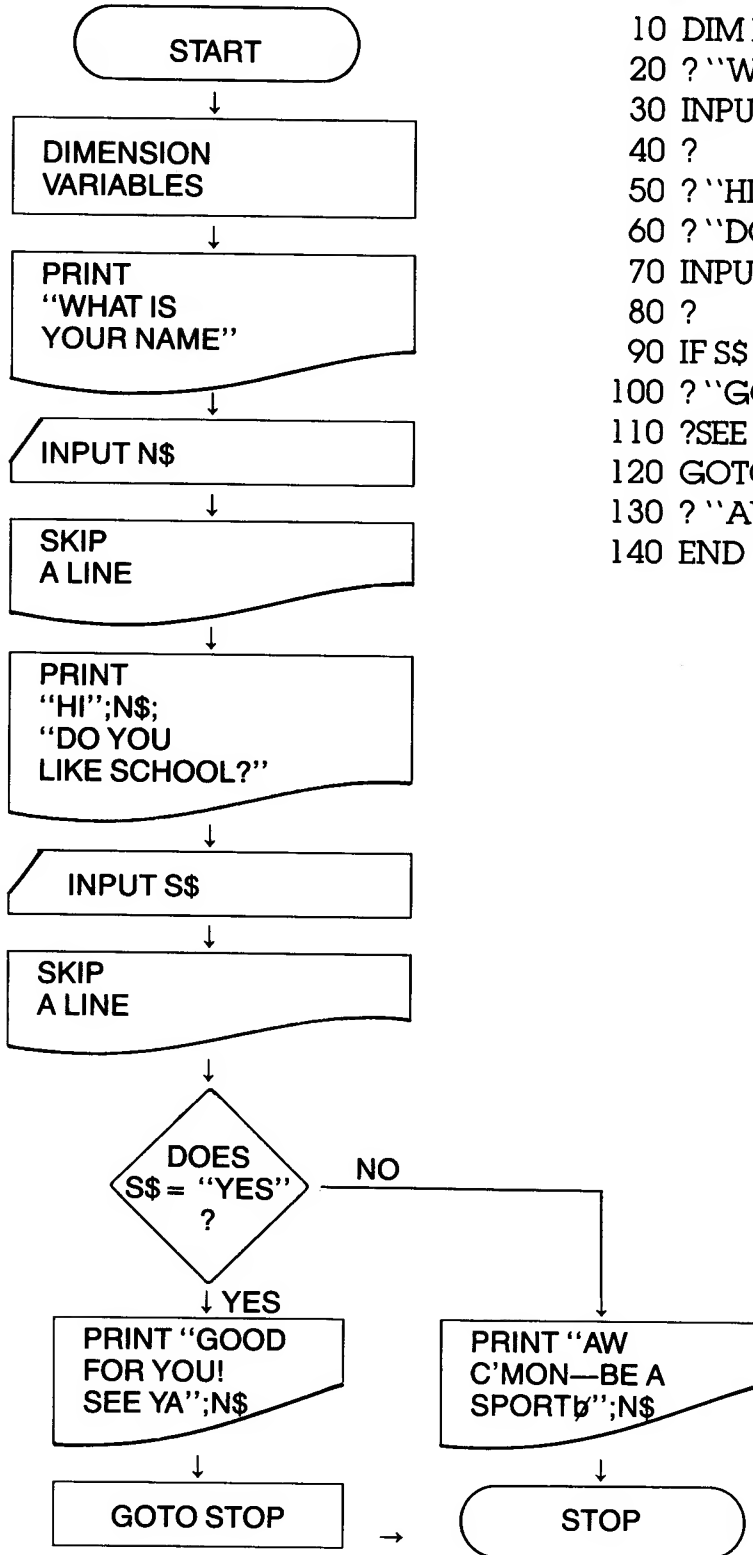 START
DIMENSION
VARIABLES
PRINT
“WHAT IS
YOUR NAME”
INPUT N$
SKIP
A LINE
PRINT
“HI”;N$;
“DO YOU
LIKE SCHOOL?”
INPUT S$
SKIP
A LINE
DOES
S$ = “YES”
?
NO
YES
PRINT “GOOD
FOR YOU!
SEE YA”;N$
PRINT “AW
C’MON—BE A
SPORTb̸”;N$
GOTO STOP
STOP
10 DIM
20 ? “W
30 INPU
40 ?
50 ? “HI
60 ? “DO
70 INPU
80 ?
90 IF S$
100 ? “GO
110 ?SEE
120 GOTO
130 ? “A
140 END